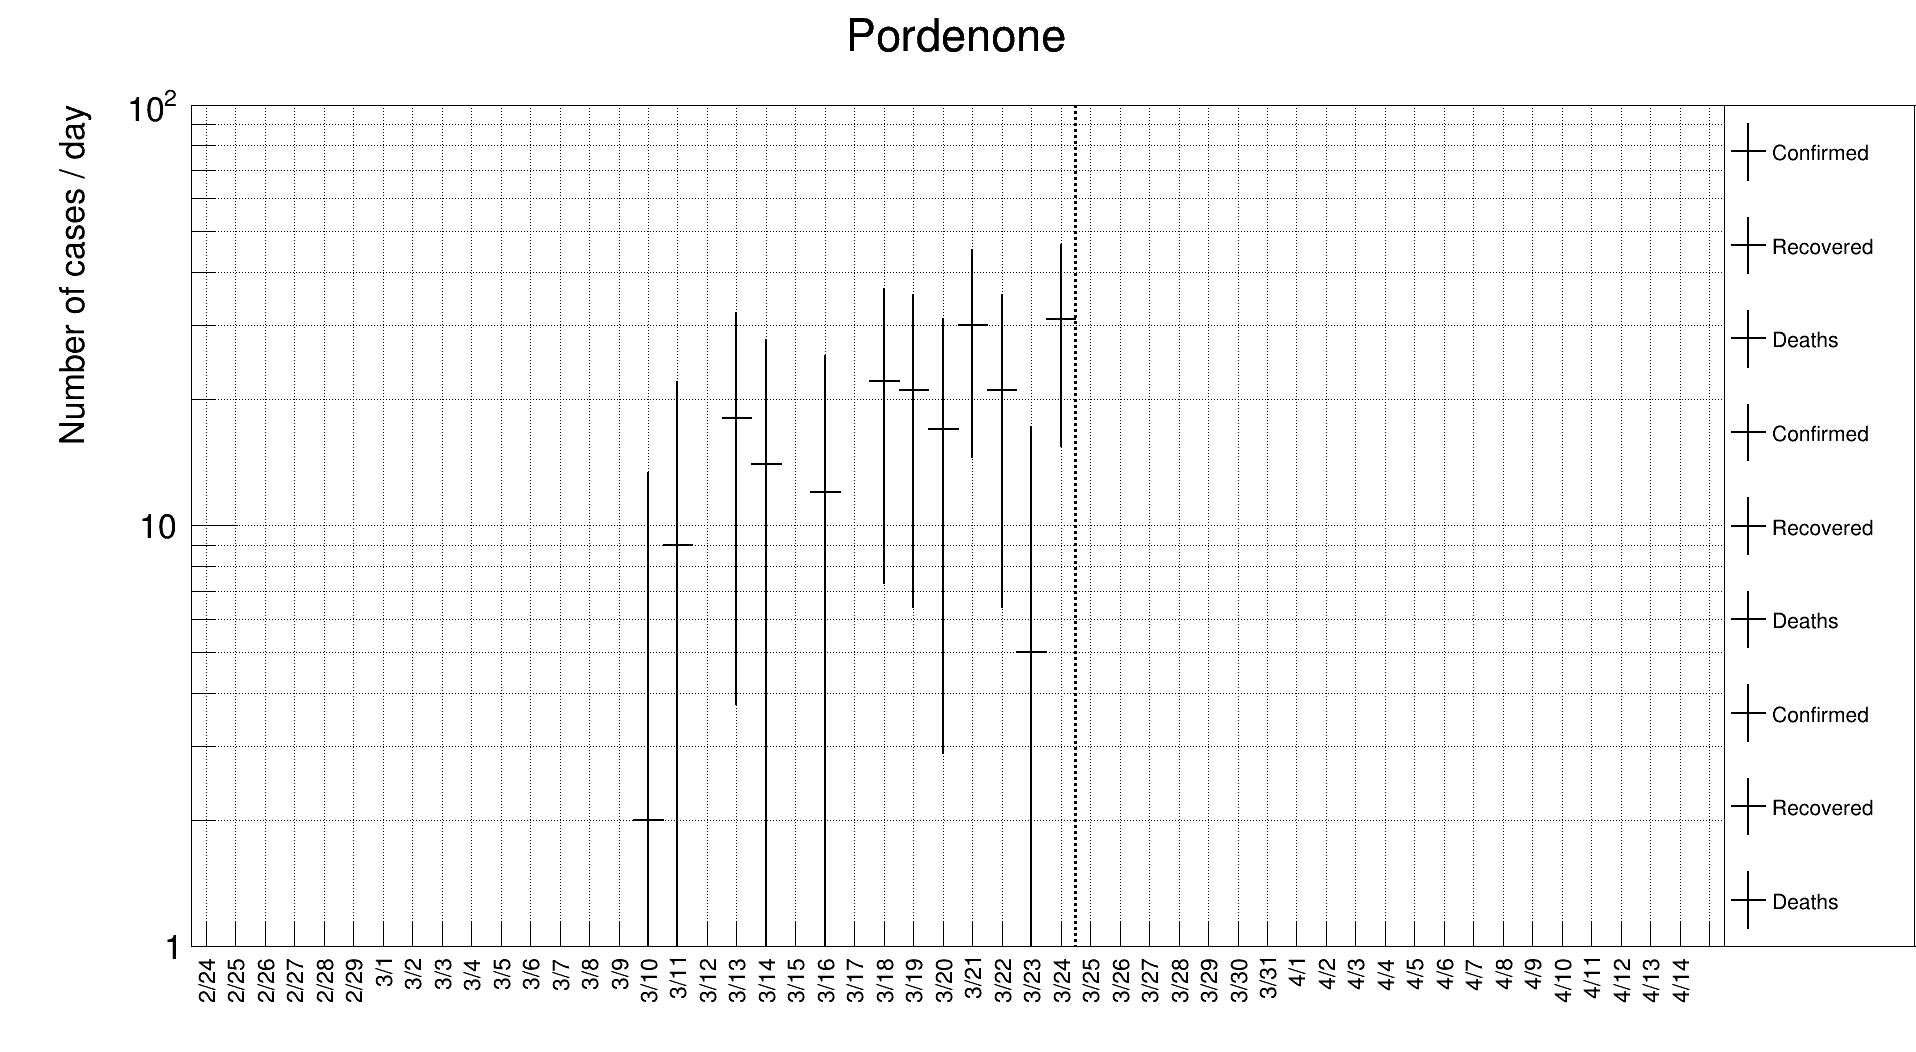 Pordenone
Number of cases / day
10²
10
1
2/24 2/25 2/26 2/27 2/28 2/29 3/1 3/2 3/3 3/4 3/5 3/6 3/7 3/8 3/9 3/10 3/11 3/12 3/13 3/14 3/15 3/16 3/17 3/18 3/19 3/20 3/21 3/22 3/23 3/24 3/25 3/26 3/27 3/28 3/29 3/30 3/31 4/1 4/2 4/3 4/4 4/5 4/6 4/7 4/8 4/9 4/10 4/11 4/12 4/13 4/14
Confirmed
Recovered
Deaths
Confirmed
Recovered
Deaths
Confirmed
Recovered
Deaths